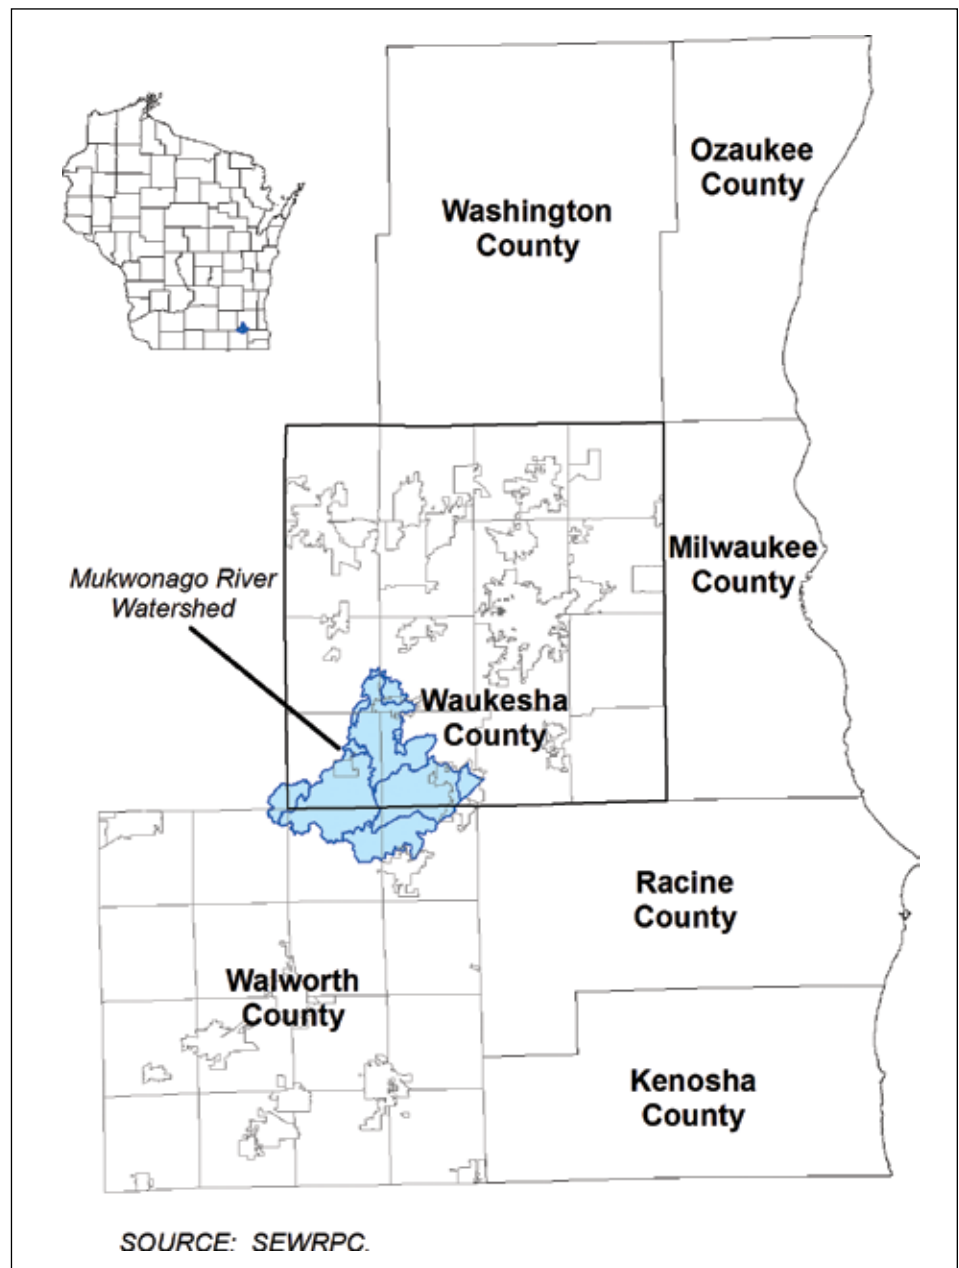 Ozaukee
County
Washington
County
Milwaukee
County
Mukwonago River
Watershed
Waukesha
County
Racine
County
Walworth
County
Kenosha
County
SOURCE: SEWRPC.